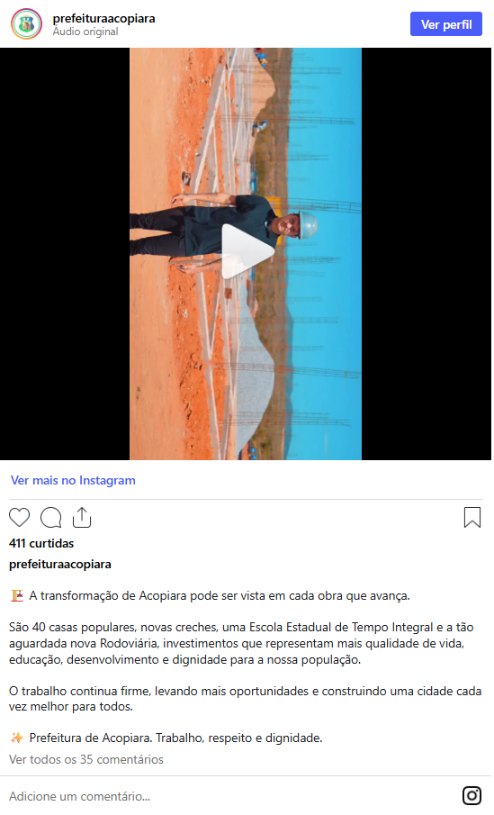 prefeituraacopiara
Áudio original
Ver perfil
Ver mais no Instagram
411 curtidas
prefeituraacopiara
🏗️ A transformação de Acopiara pode ser vista em cada obra que avança.
São 40 casas populares, novas creches, uma Escola Estadual de Tempo Integral e a tão
aguardada nova Rodoviária, investimentos que representam mais qualidade de vida,
educação, desenvolvimento e dignidade para a nossa população.
O trabalho continua firme, levando mais oportunidades e construindo uma cidade cada
vez melhor para todos.
✨ Prefeitura de Acopiara. Trabalho, respeito e dignidade.
Ver todos os 35 comentários
Adicione um comentário...